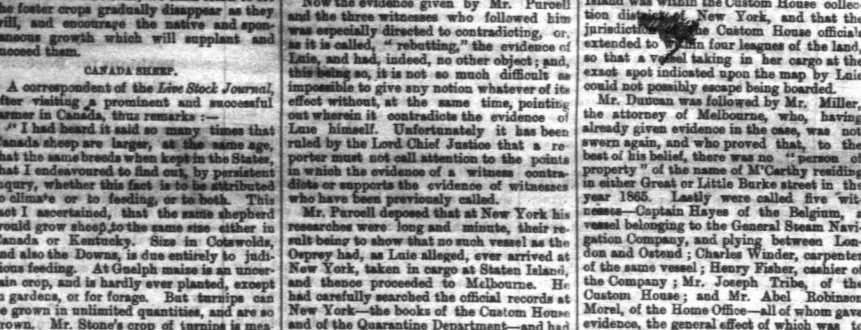 the foster crops gradually disappear as they
will, and encourage the native and spon-
taneous growth which will supplant and
succeed them.
CANADA SHEEP.
A correspondent of the Live Stock Journal,
after visiting a prominent and successful
farmer in Canada, thus remarks :—
"I had heard it said so many times that
Canada sheep are larger, at the same age,
that the same breeds when kept in the States,
that I endeavoured to find out, by persistent
inquiry, whether this fact is to be attributed
to climate or to feeding, or to both. This
fact I ascertained, that the same shepherd
would grow sheep to the same size either in
Canada or Kentucky. Size in Cotswolds,
and also the Downs, is due entirely to judi-
cious feeding. At Guelph maize is an uncer-
tain crop, and is hardly ever planted, except
in gardens, or for forage. But turnips can
be grown in unlimited quantities, and are so
grown. Mr. Stone's crop of turnips is mea
Now the evidence given by Mr. Purcell
and the three witnesses who followed him
was especially directed to contradicting, or,
as it is called, "rebutting," the evidence of
Luie, and had, indeed, no other object; and,
this being so, it is not so much difficult as
impossible to give any notion whatever of its
effect without, at the same time, pointing
out wherein it contradicts the evidence of
Luie himself. Unfortunately it has been
ruled by the Lord Chief Justice that a re
porter must not call attention to the points
in which the evidence of a witness contra-
dicts or supports the evidence of witnesses
who have been previously called.
Mr. Purcell deposed that at New York his
researches were long and minute, their re-
sult being to show that no such vessel as the
Osprey had, as Luie alleged, ever arrived at
New York, taken in cargo at Staten Island,
and thence proceeded to Melbourne. He
had carefully searched the official records at
New York—the books of the Custom House
and of the Quarantine Department—and had
Island was within the Custom House collec-
tion district of New York, and that the
jurisdiction the Custom House officials
extended to within four leagues of the land,
so that a vessel taking in her cargo at the
exact spot indicated upon the map by Luie
could not possibly escape being boarded.
Mr. Duncan was followed by Mr. Miller,
the attorney of Melbourne, who, having
already given evidence in the case, was not
sworn again, and who proved that, to the
best of his belief, there was no "person or
property" of the name of M'Carthy residing
in either Great or Little Burke street in the
year 1865. Lastly were called five wit-
nesses—Captain Hayes of the Belgium, a
vessel belonging to the General Steam Navi-
gation Company, and plying between Lon-
don and Ostend; Charles Winder, carpenter
of the same vessel; Henry Fisher, cashier of
the Company; Mr. Joseph Tribe, of the
Custom House; and Mr. Abel Robinson
Morel, of the Home Office—all of whom gave
evidence, the general effect of which was